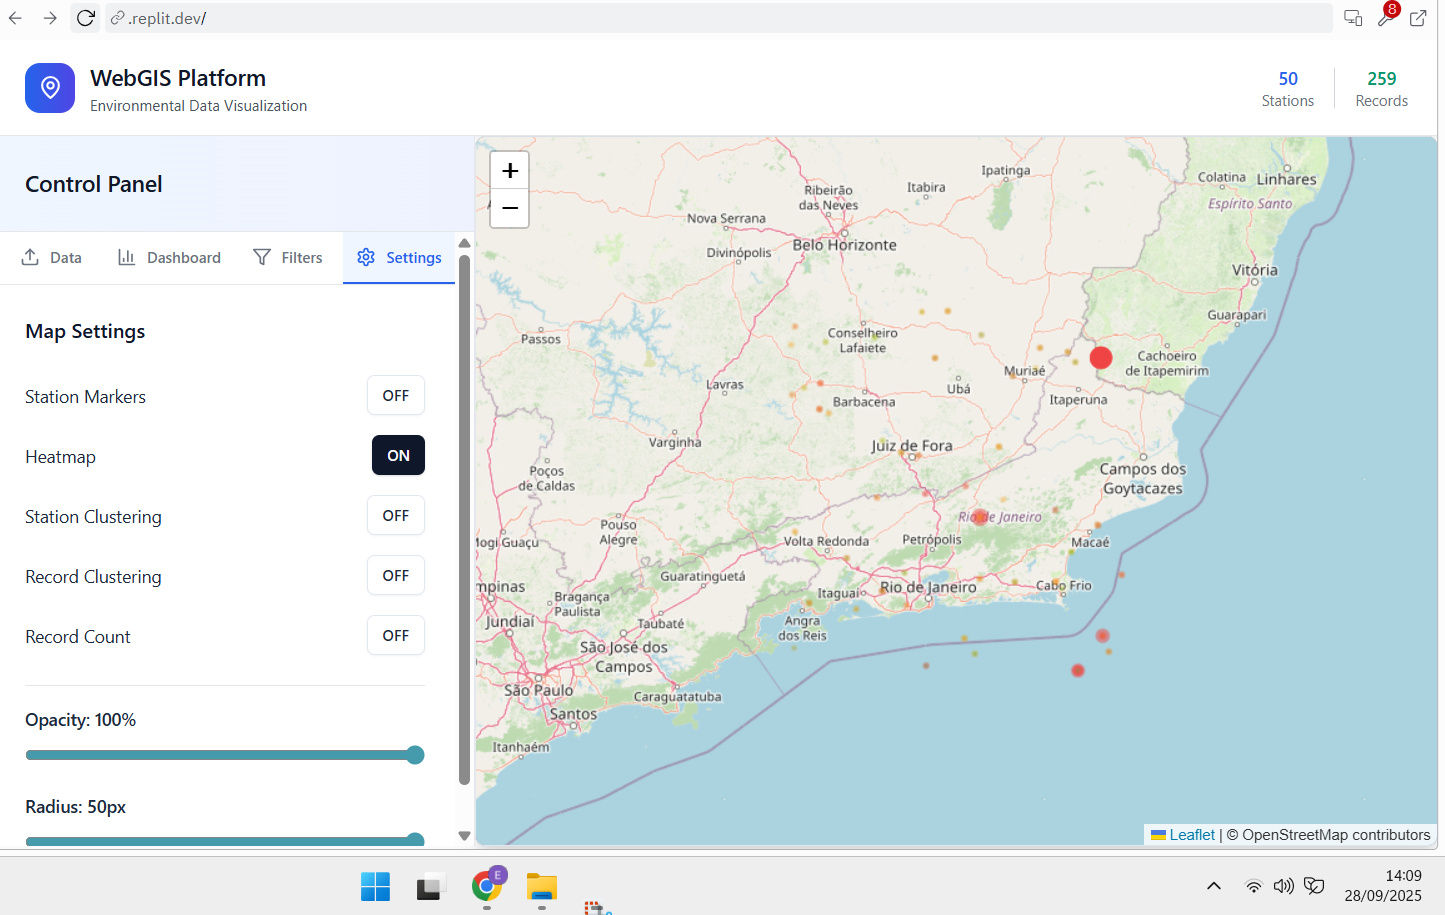 .replit.dev/
8
WebGIS Platform
Environmental Data Visualization
50
Stations
259
Records
Control Panel
Data
Dashboard
Filters
Settings
Map Settings
Station Markers
OFF
Heatmap
ON
Station Clustering
OFF
Record Clustering
OFF
Record Count
OFF
Opacity: 100%
Radius: 50px
+
−
Ipatinga
Itabira
Ribeirão
das Neves
Nova Serrana
Belo Horizonte
Divinópolis
Colatina
Linhares
Espírito Santo
Vitória
Guarapari
Passos
Conselheiro
Lafaiete
Cachoeiro
de Itapemirim
Muriaé
Ubá
Itaperuna
Lavras
Barbacena
Varginha
Juiz de Fora
Poços
de Caldas
Campos dos
Goytacazes
Rio de Janeiro
Pouso
Alegre
Mogi Guaçu
Volta Redonda
Petrópolis
Macaé
Guaratinguetá
Cabo Frio
Rio de Janeiro
Itaguaí
mpinas
Bragança
Paulista
Jundiaí
Taubaté
Angra
dos Reis
São José dos
Campos
São Paulo
Caraguatatuba
Santos
Itanhaém
Leaflet | © OpenStreetMap contributors
E
14:09
28/09/2025